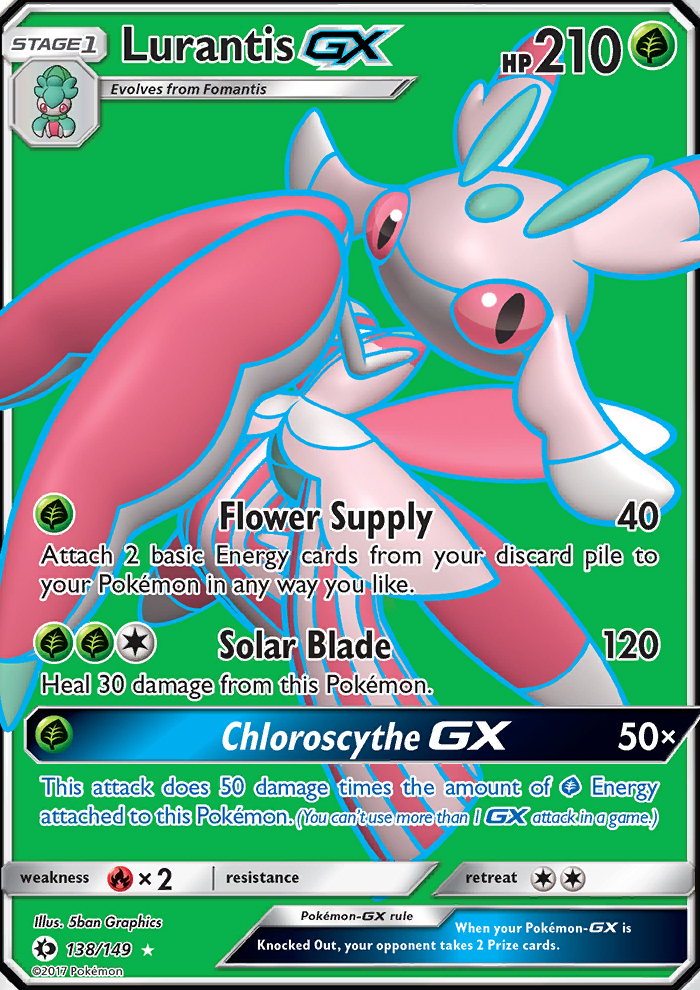 STAGE1 Lurantis GX HP210
Evolves from Fomantis
Flower Supply 40
Attach 2 basic Energy cards from your discard pile to
your Pokémon in any way you like.
Solar Blade 120
Heal 30 damage from this Pokémon.
Chloroscythe GX 50×
This attack does 50 damage times the amount of Energy
attached to this Pokémon. (You can't use more than 1 GX attack in a game.)
weakness ×2 resistance retreat
Illus. 5ban Graphics
Pokémon-GX rule
138/149
When your Pokémon-GX is
Knocked Out, your opponent takes 2 Prize cards.
©2017 Pokémon